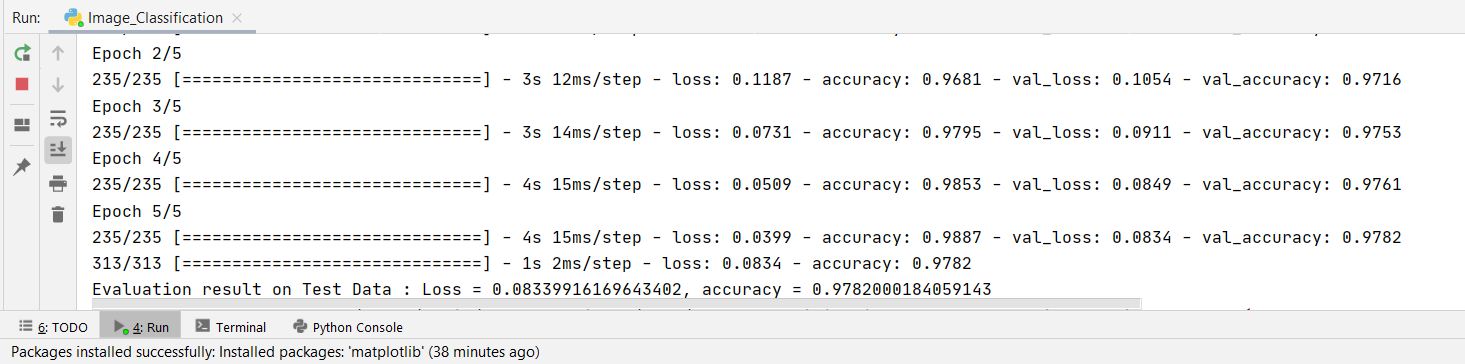 Run: Image_Classification
Epoch 2/5
235/235 [==============================] - 3s 12ms/step - loss: 0.1187 - accuracy: 0.9681 - val_loss: 0.1054 - val_accuracy: 0.9716
Epoch 3/5
235/235 [==============================] - 3s 14ms/step - loss: 0.0731 - accuracy: 0.9795 - val_loss: 0.0911 - val_accuracy: 0.9753
Epoch 4/5
235/235 [==============================] - 4s 15ms/step - loss: 0.0509 - accuracy: 0.9853 - val_loss: 0.0849 - val_accuracy: 0.9761
Epoch 5/5
235/235 [==============================] - 4s 15ms/step - loss: 0.0399 - accuracy: 0.9887 - val_loss: 0.0834 - val_accuracy: 0.9782
313/313 [==============================] - 1s 2ms/step - loss: 0.0834 - accuracy: 0.9782
Evaluation result on Test Data : Loss = 0.08339916169643402, accuracy = 0.9782000184059143
6: TODO 4: Run Terminal Python Console
Packages installed successfully: Installed packages: 'matplotlib' (38 minutes ago)